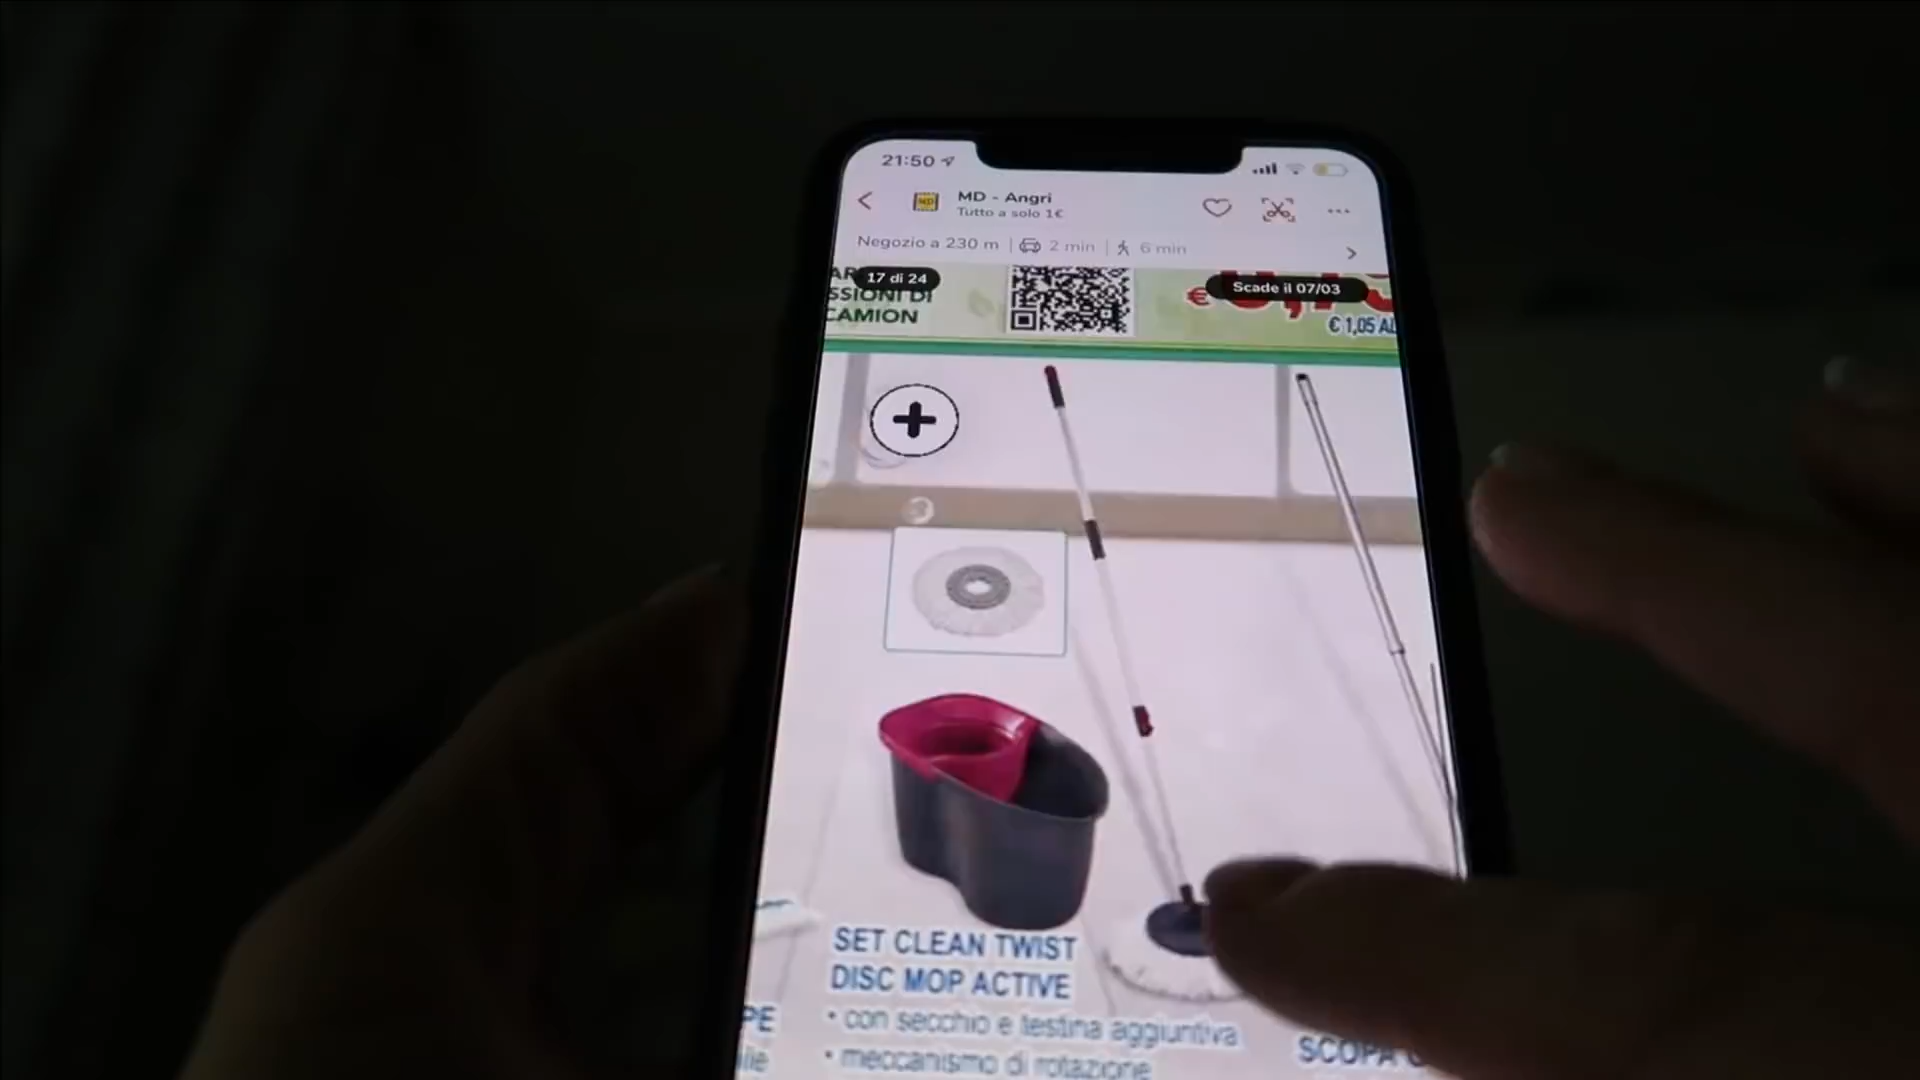 21:50
MD - Angri
Tutto a solo 1€
Negozio a 230 m | 2 min | 6 min
17 di 24
Scade il 07/03
SSIONI DI
CAMION
€
€ 1,05 AL
SET CLEAN TWIST
DISC MOP ACTIVE
• con secchio e testina aggiuntiva
• meccanismo di rotazione
SCOPA